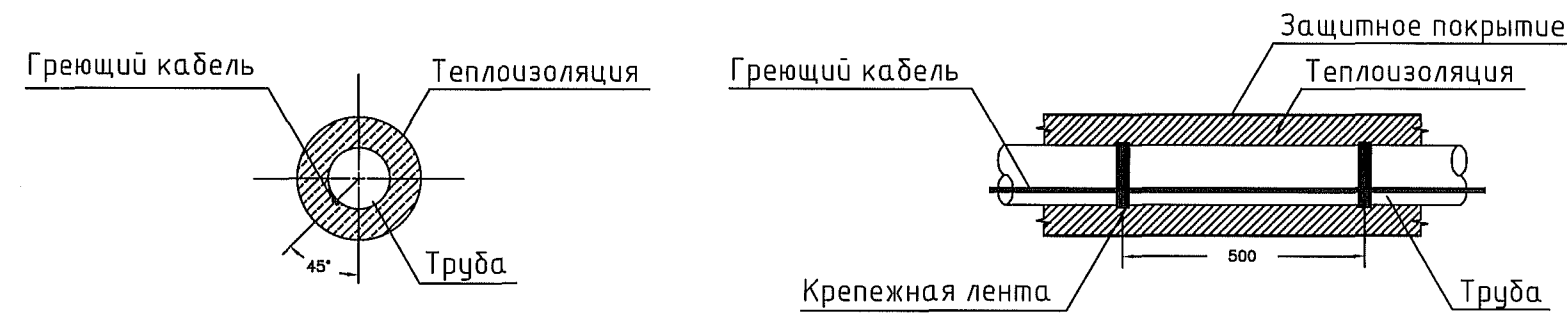 Греющий кабель
Теплоизоляция
45°
Труба
Защитное покрытие
Греющий кабель
Теплоизоляция
500
Крепежная лента
Труба